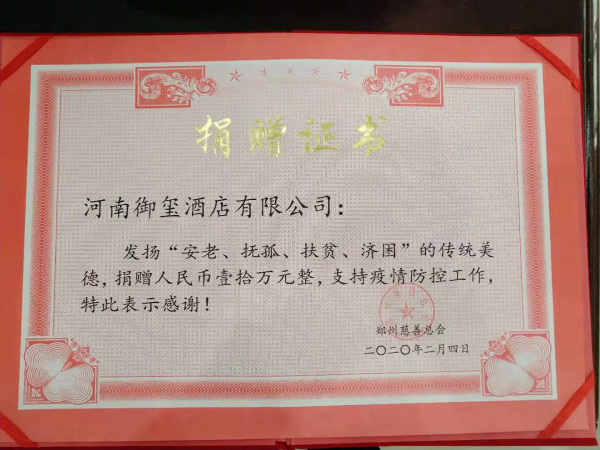 捐赠证书
河南御玺酒店有限公司：
发扬“安老、抚孤、扶贫、济困”的传统美
德，捐赠人民币壹拾万元整，支持疫情防控工作，
特此表示感谢！
郑州慈善总会
二〇二〇年二月四日